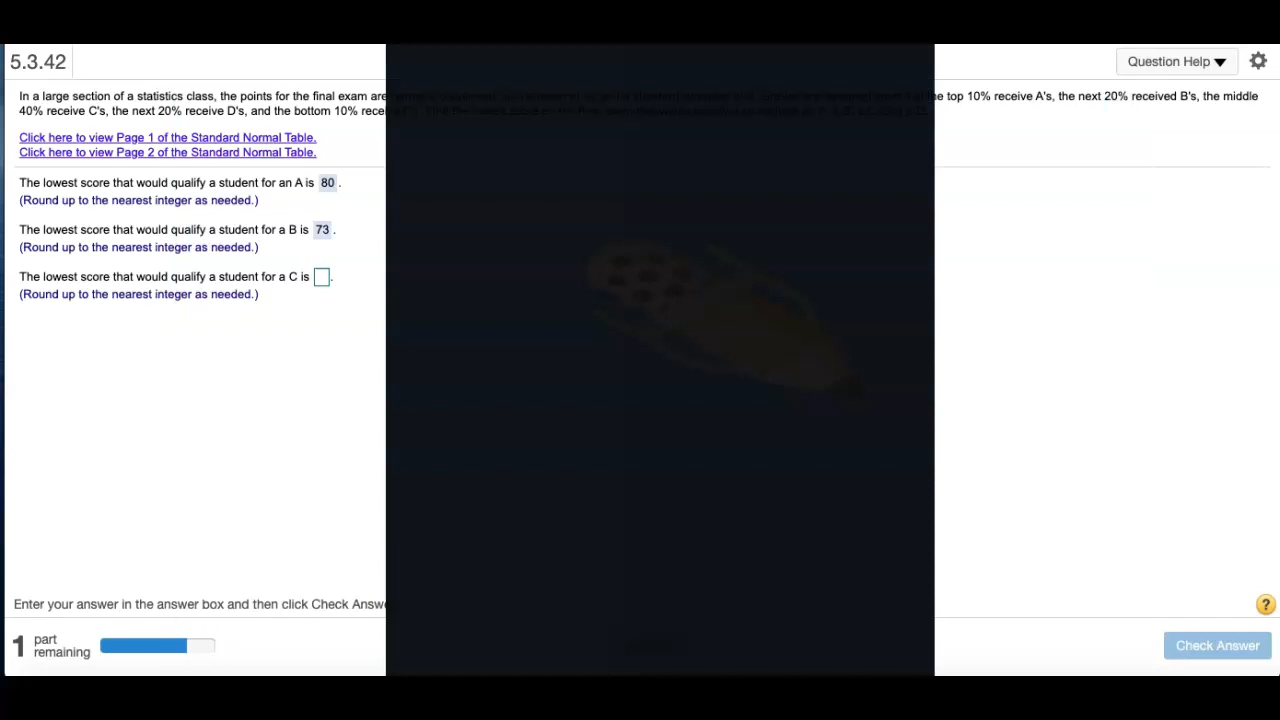 5.3.42
Question Help
In a large section of a statistics class, the points for the final exam are the top 10% receive A's, the next 20% received B's, the middle
40% receive C's, the next 20% receive D's, and the bottom 10%
Click here to view Page 1 of the Standard Normal Table.
Click here to view Page 2 of the Standard Normal Table.
The lowest score that would qualify a student for an A is 80 .
(Round up to the nearest integer as needed.)
The lowest score that would qualify a student for a B is 73 .
(Round up to the nearest integer as needed.)
The lowest score that would qualify a student for a C is .
(Round up to the nearest integer as needed.)
Enter your answer in the answer box and then click Check
?
1 part
remaining
Check Answer